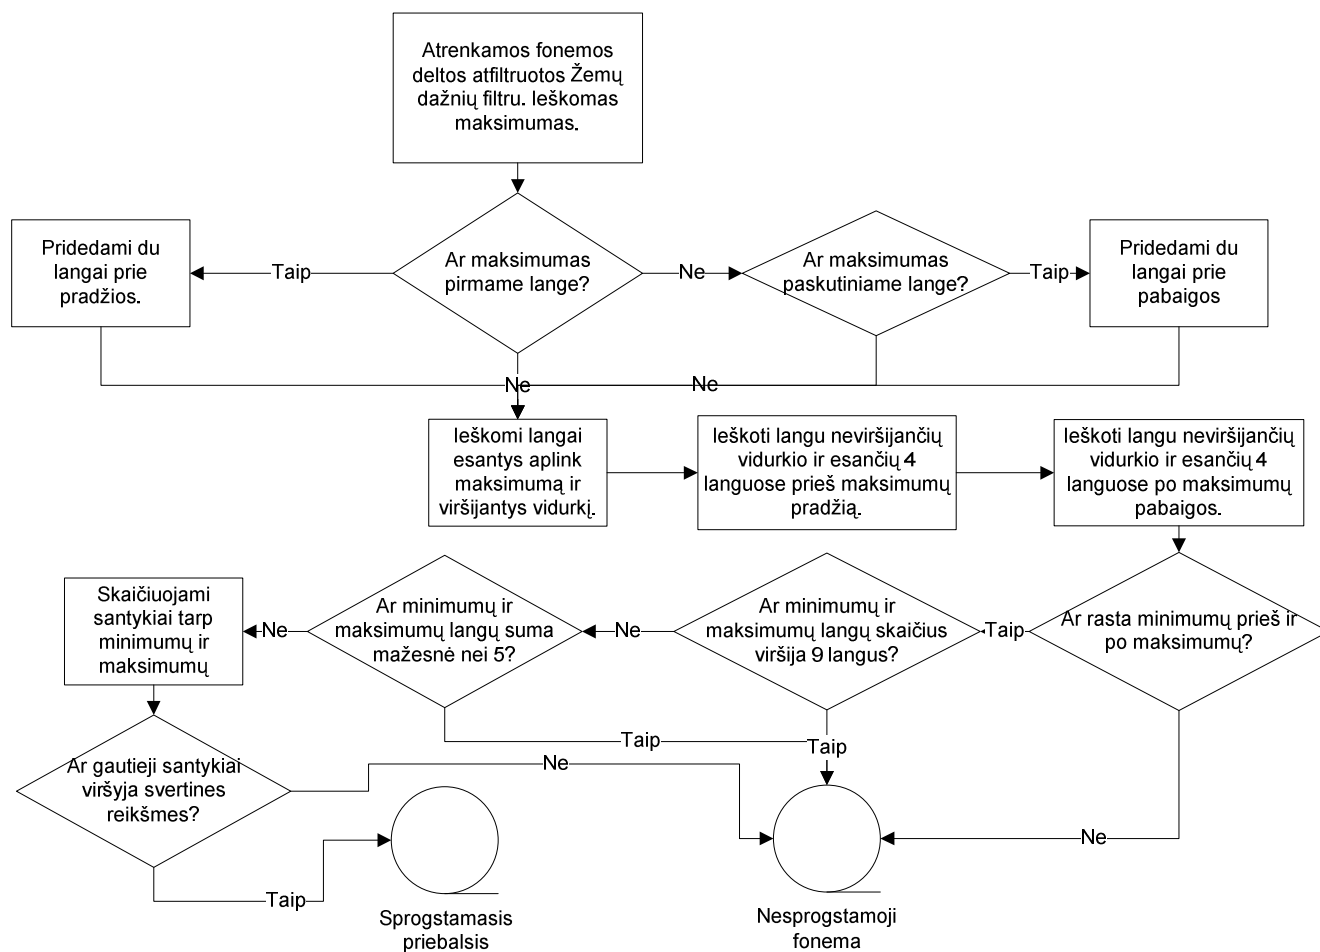 Atrenkamos fonemos
deltos atfiltruotos Žemų
dažnių filtru. Ieškomas
maksimumas.
Pridedami du
langai prie
pradžios.
Taip
Ar maksimumas
pirmame lange?
Ne
Ar maksimumas
paskutiniame lange?
Taip
Pridedami du
langai prie
pabaigos
Ne
Ne
Ieškomi langai
esantys aplink
maksimumą ir
viršijantys vidurkį.
Ieškoti langu neviršijančių
vidurkio ir esančių 4
languose prieš maksimumų
pradžią.
Ieškoti langu neviršijančių
vidurkio ir esančių 4
languose po maksimumų
pabaigos.
Skaičiuojami
santykiai tarp
minimumų ir
maksimumų
Ne
Ar minimumų ir
maksimumų langų suma
mažesnė nei 5?
Ne
Ar minimumų ir
maksimumų langų skaičius
viršija 9 langus?
Taip
Ar rasta minimumų prieš ir
po maksimumų?
Taip
Taip
Ar gautieji santykiai
viršyja svertines
reikšmes?
Ne
Ne
Taip
Sprogstamasis
priebalsis
Nesprogstamoji
fonema